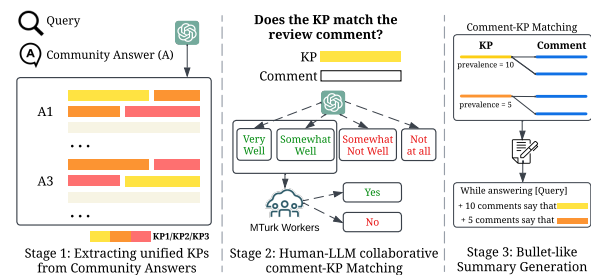 Query
A
Community Answer (A)
A1
...
A3
...
KP1/KP2/KP3
Stage 1: Extracting unified KPs
from Community Answers
Does the KP match the
review comment?
KP
Comment
Very
Well
Somewhat
Well
Somewhat
Not Well
Not
at all
MTurk Workers
Yes
No
Stage 2: Human-LLM collaborative
comment-KP Matching
Comment-KP Matching
KP
Comment
prevalence = 10
prevalence = 5
While answering [Query]
+ 10 comments say that
+ 5 comments say that
Stage 3: Bullet-like
Summary Generation